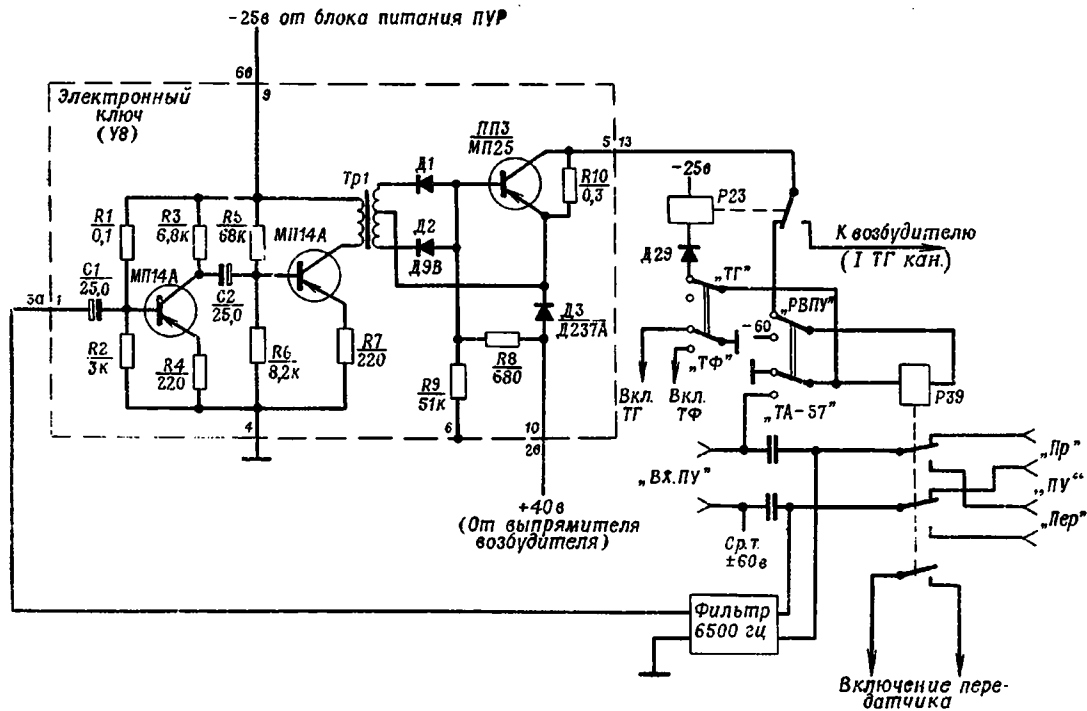 -25в от блока питания ПУР
6в
9
Электронный
ключ
(У8)
ПП3
МП25
5 13
Д1
Тр1
R10
0,3
-25в
Р23
R1
0,1
R3
6,8к
R5
68к
МП14А
Д2
Д9В
К возбудителю
(I ТГ кан.)
Д29
C1
25,0
МП14А
C2
25,0
„ТГ"
3а 1
Д3
Д237А
„РВПУ"
-60
R2
3к
R4
220
R6
8,2к
R7
220
R8
680
„ТФ"
R9
51к
Вкл.
ТГ
Вкл.
ТФ
Р39
„ТА-57"
4
6
10
2в
„Пр"
„Вх.ПУ"
„ПУ“
+40в
(От выпрямителя
возбудителя)
„Пер"
Ср.т.
±60в
Фильтр
6500 гц
Включение пере-
датчика